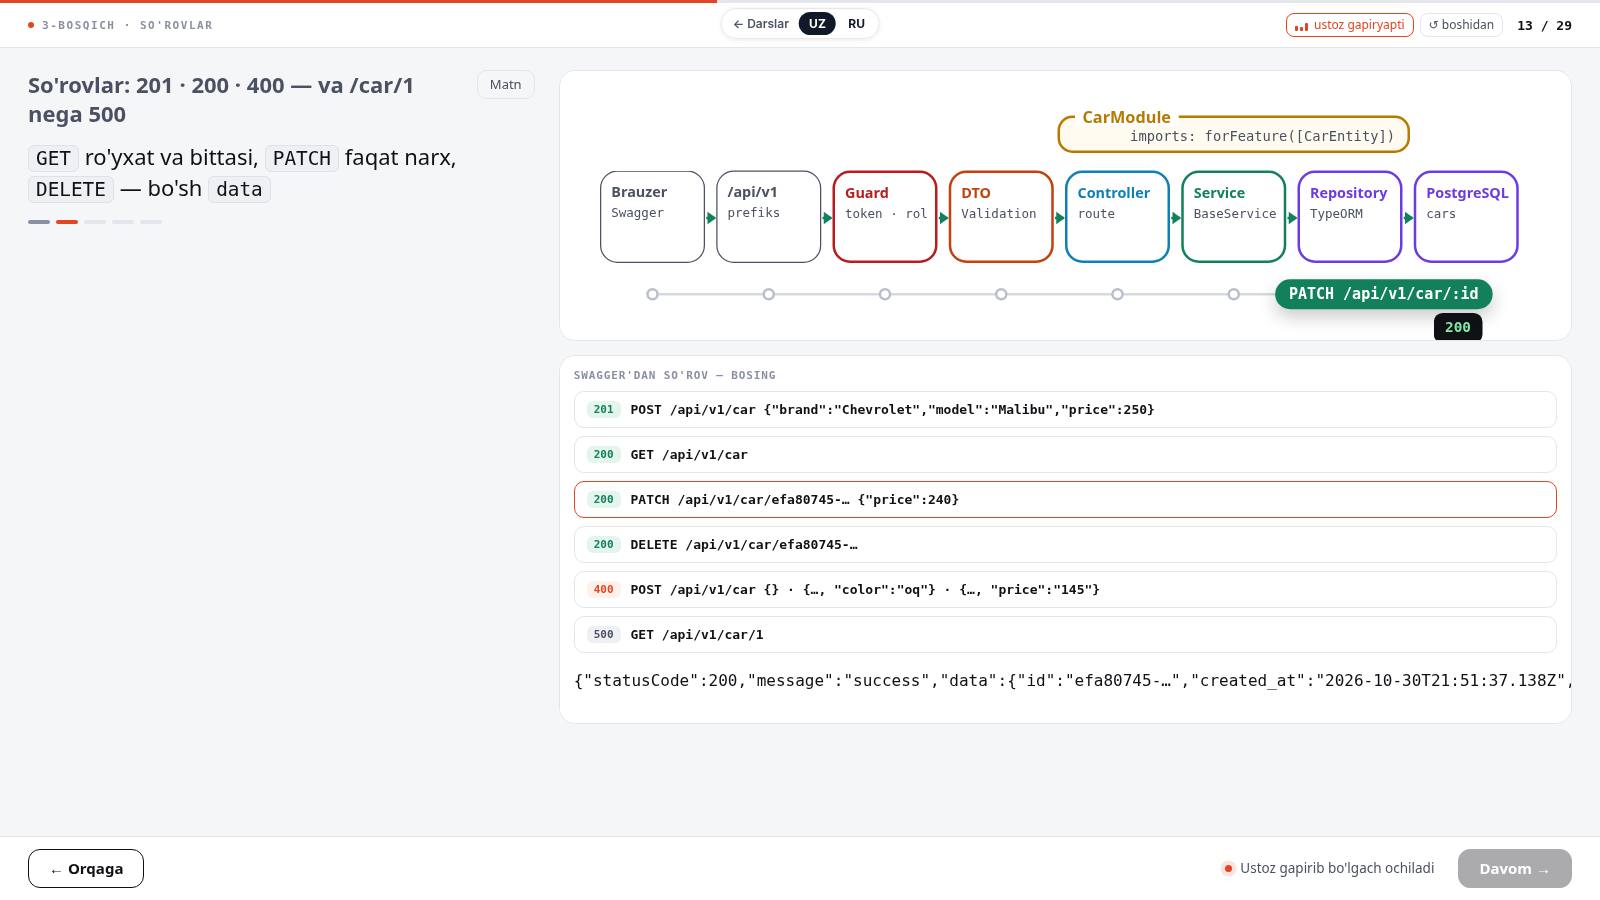 3-BOSQICH · SO'ROVLAR
← Darslar UZ RU
ustoz gapiryapti
↺ boshidan
13 / 29
So'rovlar: 201 · 200 · 400 — va /car/1
nega 500
Matn
GET ro'yxat va bittasi, PATCH faqat narx,
DELETE — bo'sh data
CarModule
imports: forFeature([CarEntity])
Brauzer
Swagger
/api/v1
prefiks
Guard
token · rol
DTO
Validation
Controller
route
Service
BaseService
Repository
TypeORM
PostgreSQL
cars
PATCH /api/v1/car/:id
200
SWAGGER'DAN SO'ROV — BOSING
201 POST /api/v1/car {"brand":"Chevrolet","model":"Malibu","price":250}
200 GET /api/v1/car
200 PATCH /api/v1/car/efa80745-… {"price":240}
200 DELETE /api/v1/car/efa80745-…
400 POST /api/v1/car {} · {…, "color":"oq"} · {…, "price":"145"}
500 GET /api/v1/car/1
{"statusCode":200,"message":"success","data":{"id":"efa80745-…","created_at":"2026-10-30T21:51:37.138Z",
← Orqaga
Ustoz gapirib bo'lgach ochiladi
Davom →